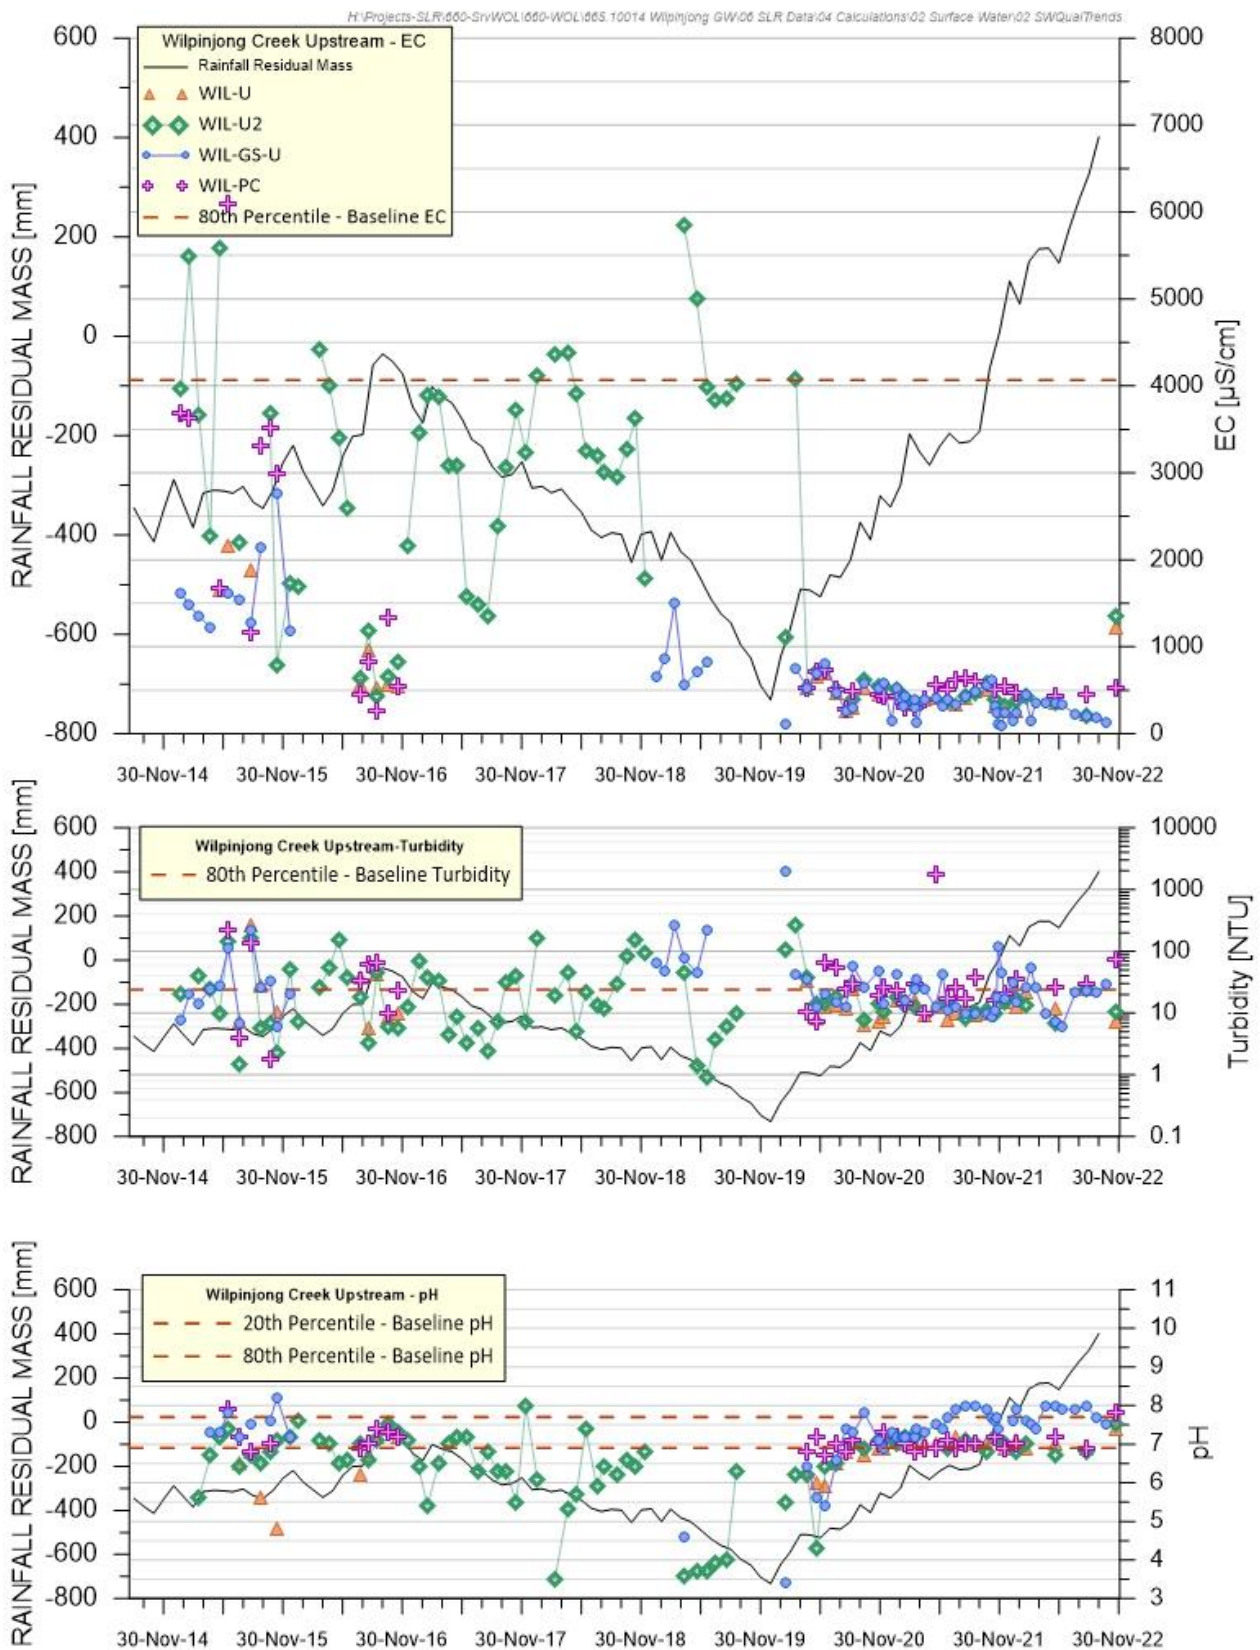 H:\Projects-SLR\660-SrvWOL\660-WOL\665.10014 Wilpinjong GW\06 SLR Data\04 Calculations\02 Surface Water\02 SWQualTrends
Wilpinjong Creek Upstream - EC
Rainfall Residual Mass
WIL-U
WIL-U2
WIL-GS-U
WIL-PC
80th Percentile - Baseline EC
RAINFALL RESIDUAL MASS [mm]
600
400
200
0
-200
-400
-600
-800
8000
7000
6000
5000
4000
3000
2000
1000
0
EC [µS/cm]
30-Nov-14 30-Nov-15 30-Nov-16 30-Nov-17 30-Nov-18 30-Nov-19 30-Nov-20 30-Nov-21 30-Nov-22
Wilpinjong Creek Upstream-Turbidity
80th Percentile - Baseline Turbidity
RAINFALL RESIDUAL MASS [mm]
600
400
200
0
-200
-400
-600
-800
10000
1000
100
10
1
0.1
Turbidity [NTU]
30-Nov-14 30-Nov-15 30-Nov-16 30-Nov-17 30-Nov-18 30-Nov-19 30-Nov-20 30-Nov-21 30-Nov-22
Wilpinjong Creek Upstream - pH
20th Percentile - Baseline pH
80th Percentile - Baseline pH
RAINFALL RESIDUAL MASS [mm]
600
400
200
0
-200
-400
-600
-800
11
10
9
8
7
6
5
4
3
pH
30-Nov-14 30-Nov-15 30-Nov-16 30-Nov-17 30-Nov-18 30-Nov-19 30-Nov-20 30-Nov-21 30-Nov-22